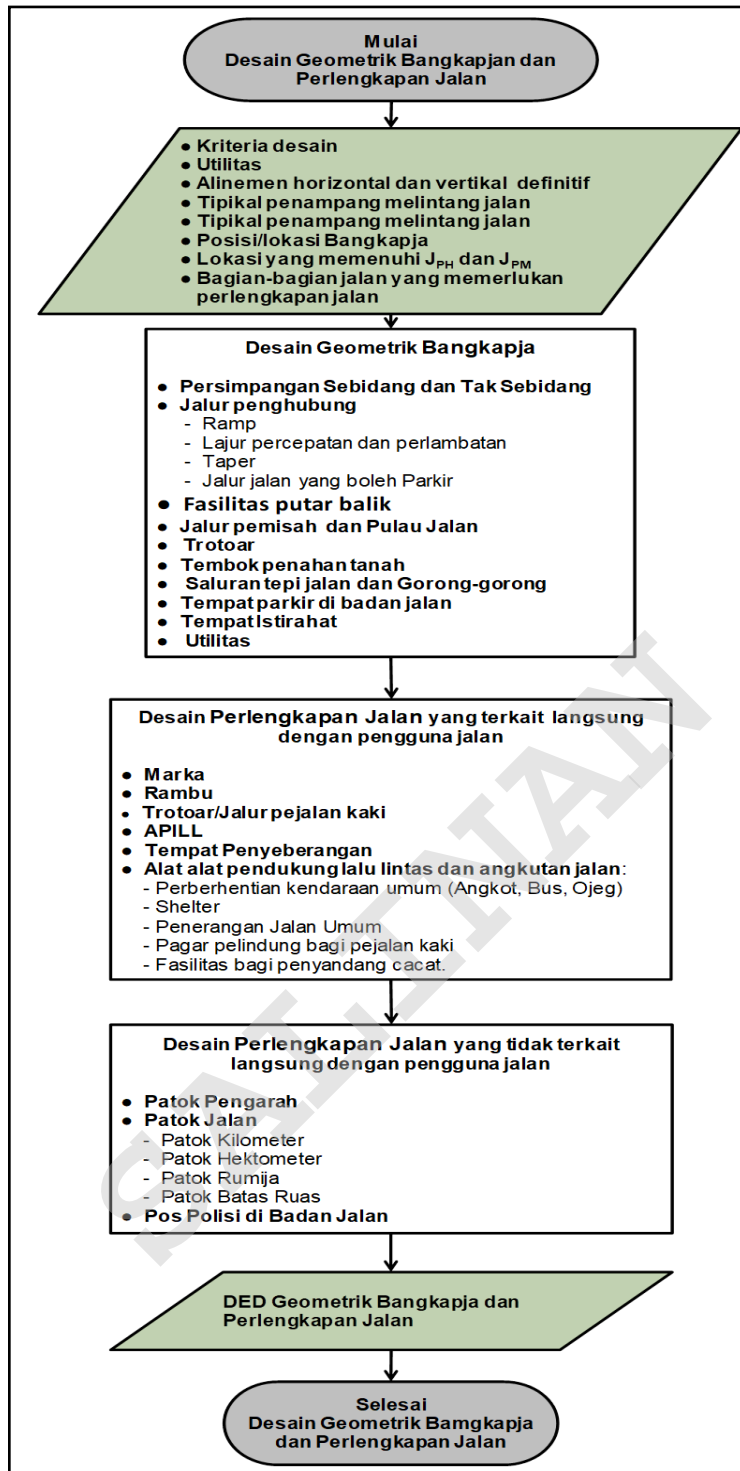 Mulai
Desain Geometrik Bangkapjan dan
Perlengkapan Jalan
● Kriteria desain
● Utilitas
● Alinemen horizontal dan vertikal definitif
● Tipikal penampang melintang jalan
● Tipikal penampang melintang jalan
● Posisi/lokasi Bangkapja
● Lokasi yang memenuhi JPH dan JPM
● Bagian-bagian jalan yang memerlukan
perlengkapan jalan
Desain Geometrik Bangkapja
● Persimpangan Sebidang dan Tak Sebidang
● Jalur penghubung
- Ramp
- Lajur percepatan dan perlambatan
- Taper
- Jalur jalan yang boleh Parkir
● Fasilitas putar balik
● Jalur pemisah dan Pulau Jalan
● Trotoar
● Tembok penahan tanah
● Saluran tepi jalan dan Gorong-gorong
● Tempat parkir di badan jalan
● Tempat Istirahat
● Utilitas
Desain Perlengkapan Jalan yang terkait langsung
dengan pengguna jalan
● Marka
● Rambu
● Trotoar/Jalur pejalan kaki
● APILL
● Tempat Penyeberangan
● Alat alat pendukung lalu lintas dan angkutan jalan:
- Perberhentian kendaraan umum (Angkot, Bus, Ojeg)
- Shelter
- Penerangan Jalan Umum
- Pagar pelindung bagi pejalan kaki
- Fasilitas bagi penyandang cacat.
Desain Perlengkapan Jalan yang tidak terkait
langsung dengan pengguna jalan
● Patok Pengarah
● Patok Jalan
- Patok Kilometer
- Patok Hektometer
- Patok Rumija
- Patok Batas Ruas
● Pos Polisi di Badan Jalan
DED Geometrik Bangkapja dan
Perlengkapan Jalan
Selesai
Desain Geometrik Bamgkapja
dan Perlengkapan Jalan
SALINAN